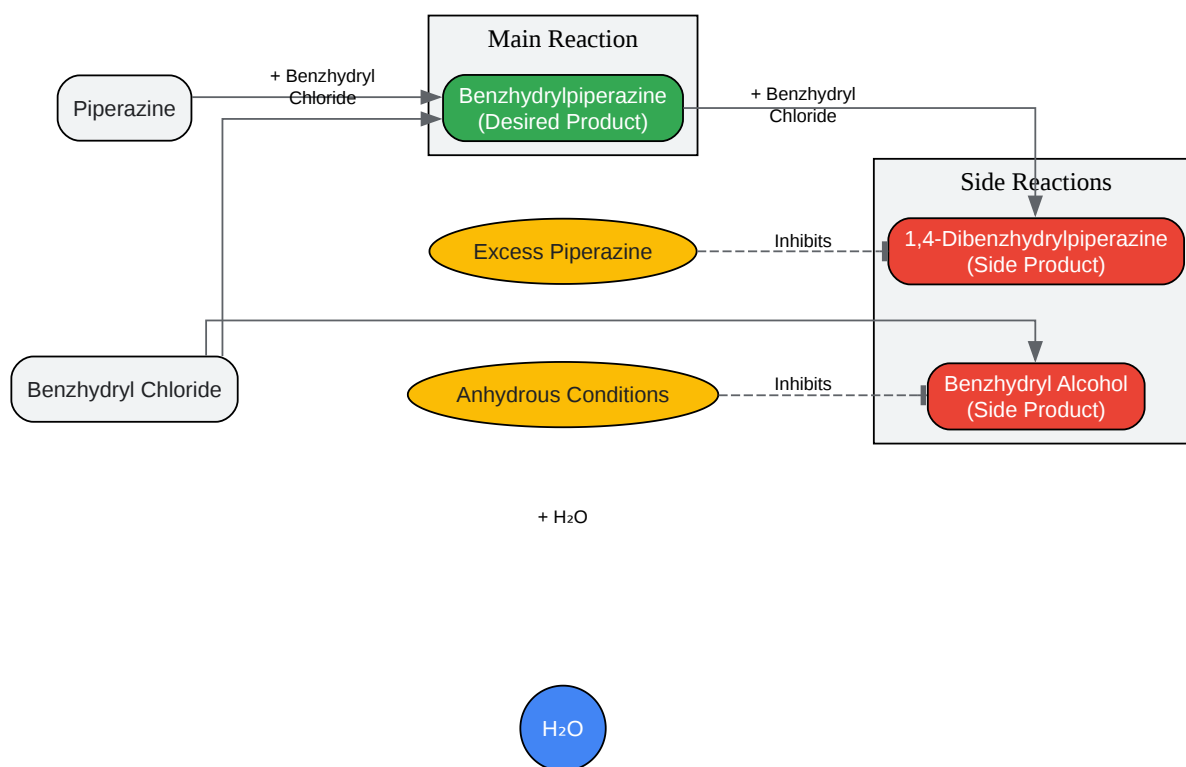 Main Reaction
+ Benzhydryl
Chloride
Piperazine
Benzhydrylpiperazine
(Desired Product)
+ Benzhydryl
Chloride
Side Reactions
1,4-Dibenzhydrylpiperazine
(Side Product)
Excess Piperazine
Inhibits
Benzhydryl Chloride
Anhydrous Conditions
Inhibits
Benzhydryl Alcohol
(Side Product)
+ H₂O
H₂O